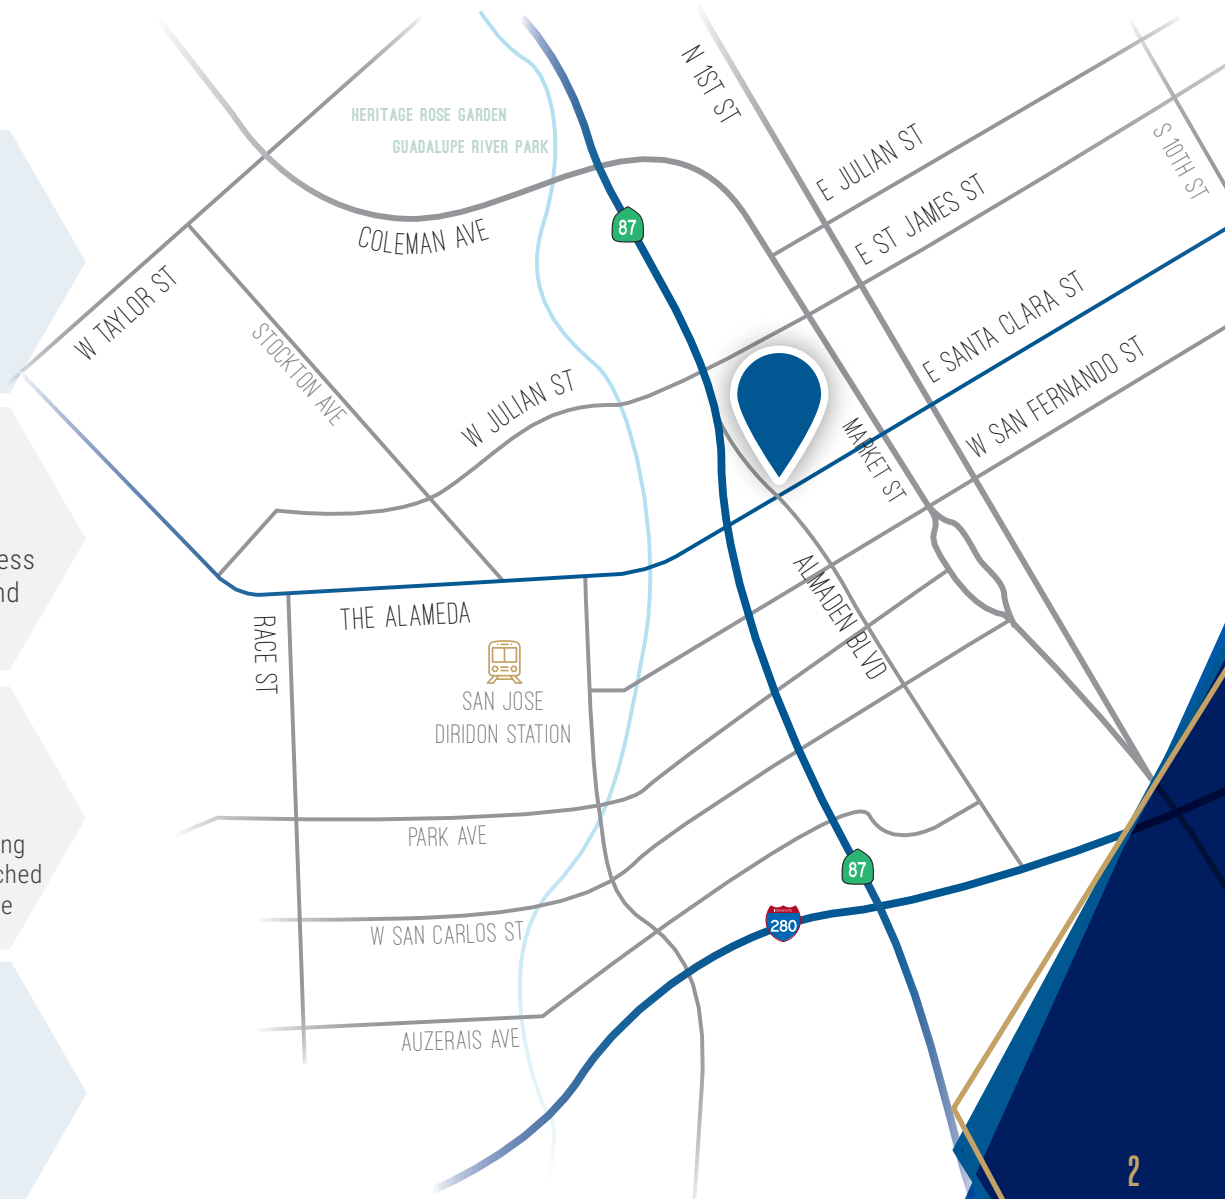 N 1ST ST
HERITAGE ROSE GARDEN
GUADALUPE RIVER PARK
E JULIAN ST
S 10TH ST
E ST JAMES ST
87
COLEMAN AVE
W TAYLOR ST
STOCKTON AVE
E SANTA CLARA ST
W SAN FERNANDO ST
W JULIAN ST
MARKET ST
ALMADEN BLVD
THE ALAMEDA
RACE ST
SAN JOSE
DIRIDON STATION
PARK AVE
87
280
W SAN CARLOS ST
AUZERAIS AVE
2